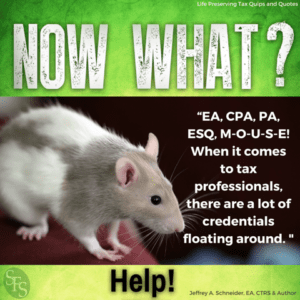 Life Preserving Tax Quips and Quotes
NOW WHAT?
"EA, CPA, PA,
ESQ, M-O-U-S-E!
When it comes
to tax
professionals,
there are a lot of
credentials
floating around. "
Help!
SFS
Jeffrey A. Schneider, EA, CTRS & Author